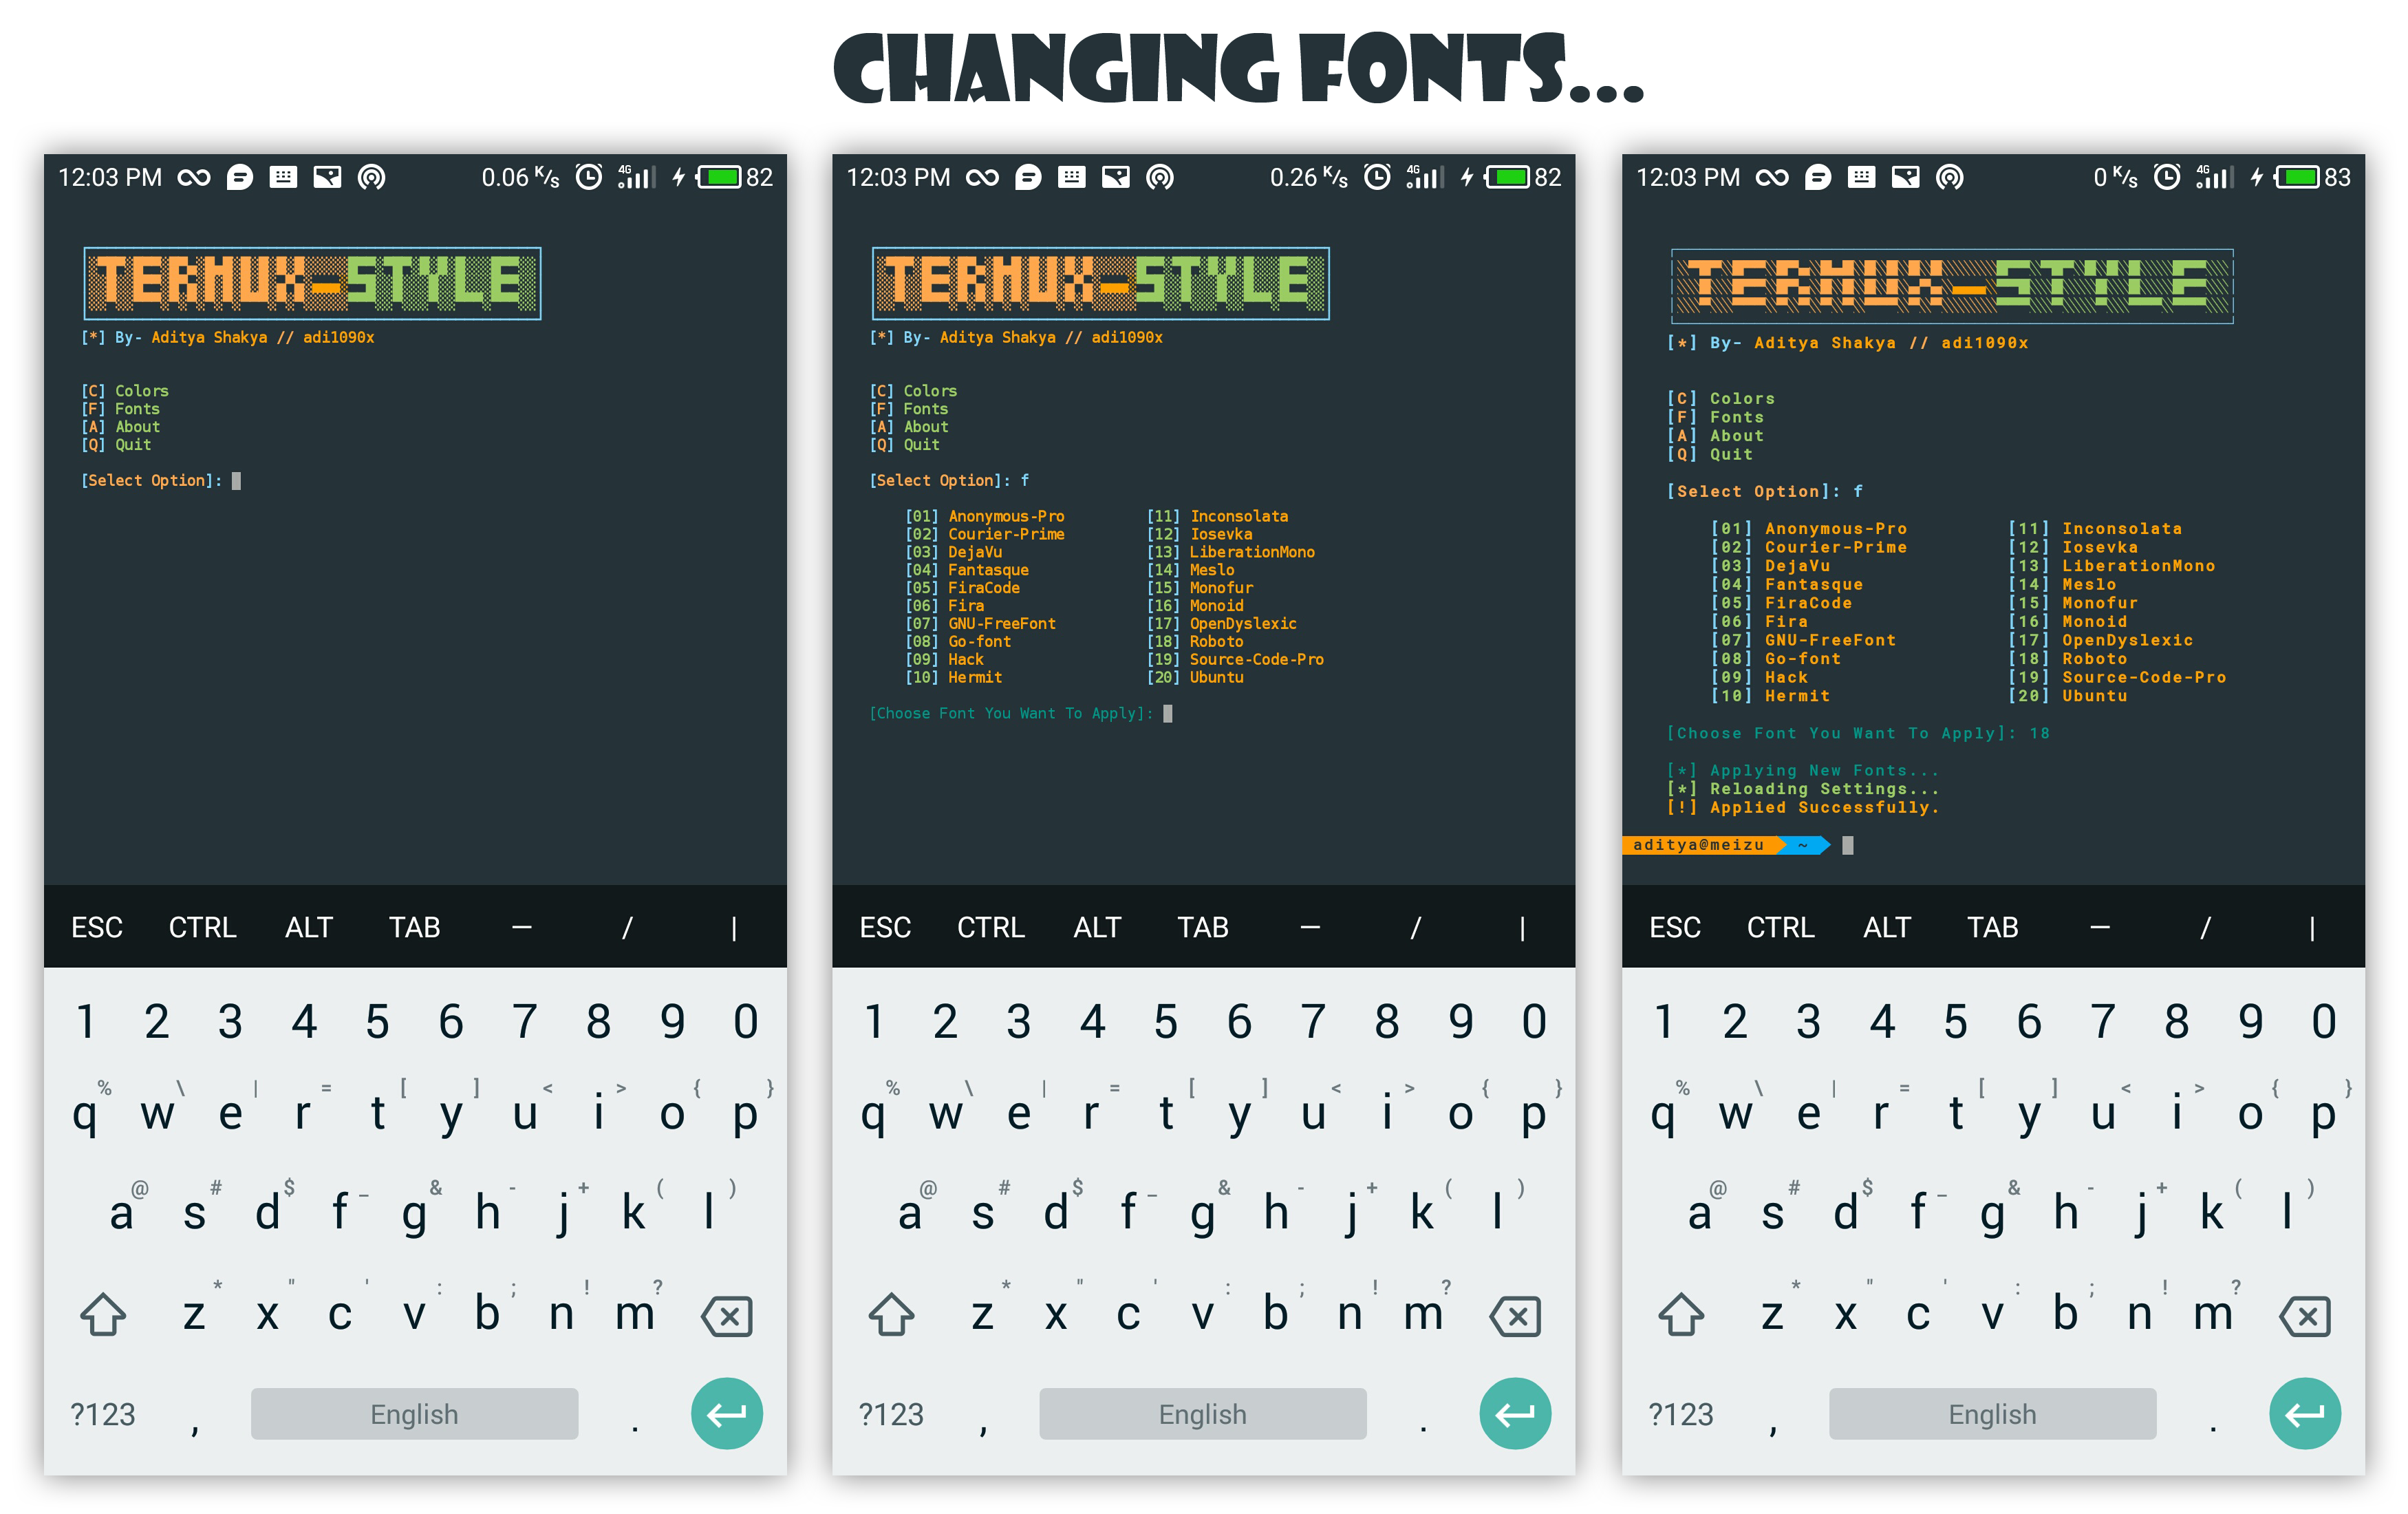 CHANGING FONTS...
12:03 PM 0.06 K/s 4G 82
TERMUX-STYLE
[*] By- Aditya Shakya // adi1090x
[C] Colors
[F] Fonts
[A] About
[Q] Quit
[Select Option]:
ESC CTRL ALT TAB — / |
1 2 3 4 5 6 7 8 9 0
% \ | = [ ] < > { }
q w e r t y u i o p
@ # $ _ & - + ( )
a s d f g h j k l
* " ' : ; ! ?
z x c v b n m
?123 , English .
12:03 PM 0.26 K/s 4G 82
TERMUX-STYLE
[*] By- Aditya Shakya // adi1090x
[C] Colors
[F] Fonts
[A] About
[Q] Quit
[Select Option]: f
[01] Anonymous-Pro [11] Inconsolata
[02] Courier-Prime [12] Iosevka
[03] DejaVu [13] LiberationMono
[04] Fantasque [14] Meslo
[05] FiraCode [15] Monofur
[06] Fira [16] Monoid
[07] GNU-FreeFont [17] OpenDyslexic
[08] Go-font [18] Roboto
[09] Hack [19] Source-Code-Pro
[10] Hermit [20] Ubuntu
[Choose Font You Want To Apply]:
ESC CTRL ALT TAB — / |
1 2 3 4 5 6 7 8 9 0
% \ | = [ ] < > { }
q w e r t y u i o p
@ # $ _ & - + ( )
a s d f g h j k l
* " ' : ; ! ?
z x c v b n m
?123 , English .
12:03 PM 0 K/s 4G 83
TERMUX-STYLE
[*] By- Aditya Shakya // adi1090x
[C] Colors
[F] Fonts
[A] About
[Q] Quit
[Select Option]: f
[01] Anonymous-Pro [11] Inconsolata
[02] Courier-Prime [12] Iosevka
[03] DejaVu [13] LiberationMono
[04] Fantasque [14] Meslo
[05] FiraCode [15] Monofur
[06] Fira [16] Monoid
[07] GNU-FreeFont [17] OpenDyslexic
[08] Go-font [18] Roboto
[09] Hack [19] Source-Code-Pro
[10] Hermit [20] Ubuntu
[Choose Font You Want To Apply]: 18
[*] Applying New Fonts...
[*] Reloading Settings...
[!] Applied Successfully.
aditya@meizu ~
ESC CTRL ALT TAB — / |
1 2 3 4 5 6 7 8 9 0
% \ | = [ ] < > { }
q w e r t y u i o p
@ # $ _ & - + ( )
a s d f g h j k l
* " ' : ; ! ?
z x c v b n m
?123 , English .